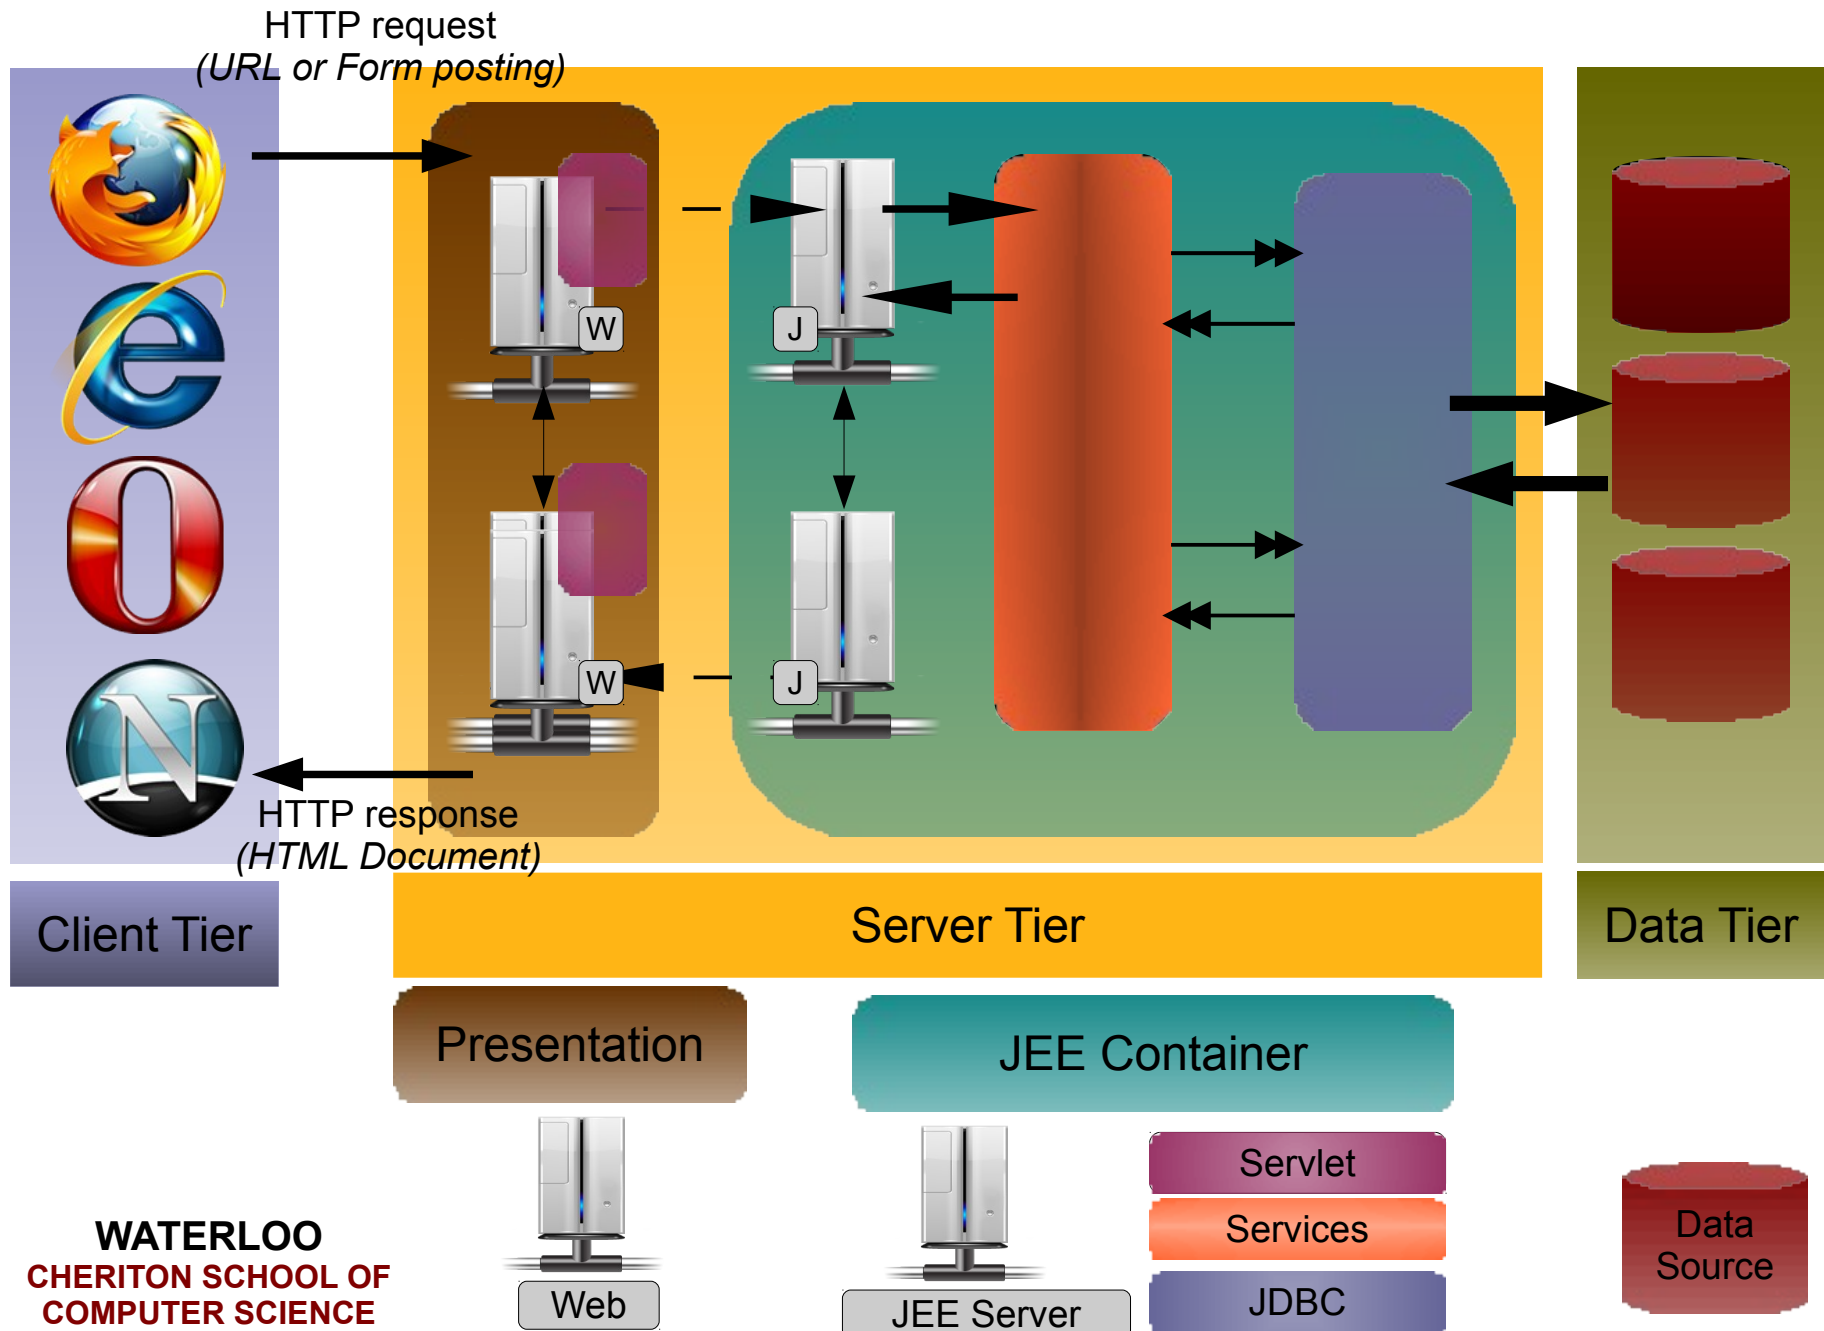 HTTP request
(URL or Form posting)
W
J
W
J
HTTP response
(HTML Document)
Client Tier
Server Tier
Data Tier
Presentation
JEE Container
Servlet
Services
JDBC
Web
JEE Server
Data
Source
WATERLOO
CHERITON SCHOOL OF
COMPUTER SCIENCE